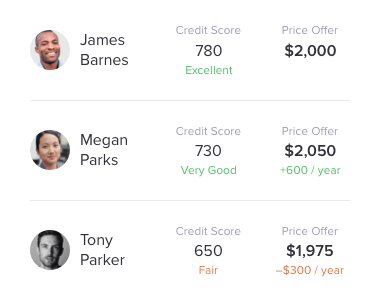 James
Barnes
Credit Score
780
Excellent
Price Offer
$2,000
Megan
Parks
Credit Score
730
Very Good
Price Offer
$2,050
+600 / year
Tony
Parker
Credit Score
650
Fair
Price Offer
$1,975
–$300 / year